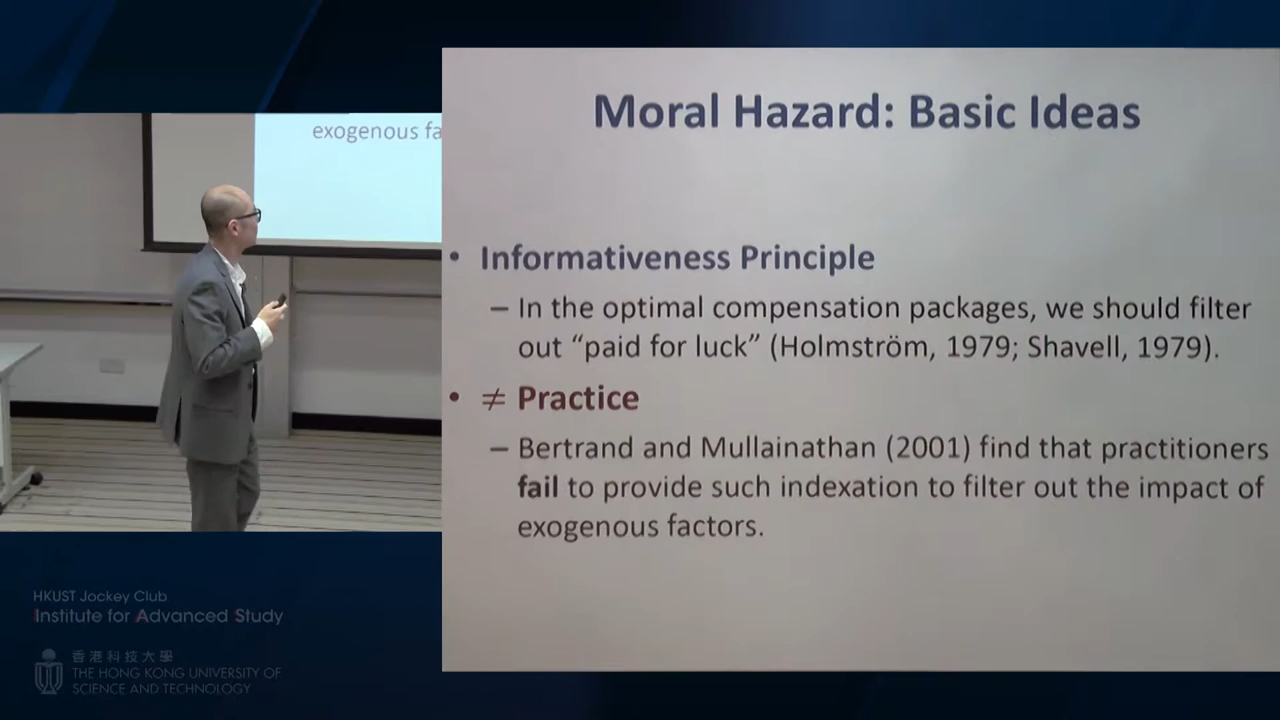 exogenous fa
Moral Hazard: Basic Ideas
• Informativeness Principle
– In the optimal compensation packages, we should filter
out “paid for luck” (Holmström, 1979; Shavell, 1979).
• ≠ Practice
– Bertrand and Mullainathan (2001) find that practitioners
fail to provide such indexation to filter out the impact of
exogenous factors.
HKUST Jockey Club
Institute for Advanced Study
香港科技大學
THE HONG KONG UNIVERSITY OF
SCIENCE AND TECHNOLOGY